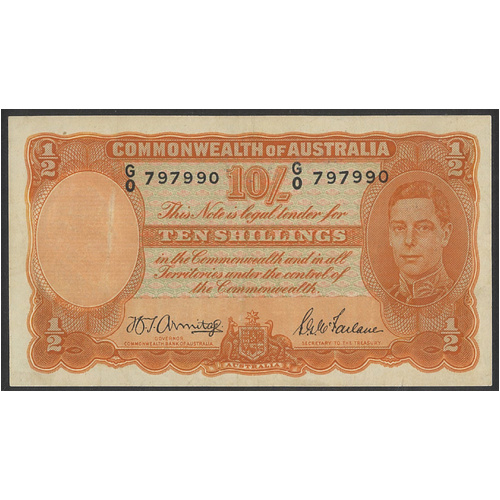 COMMONWEALTH OF AUSTRALIA
1/2 1/2
G/0 797990 G/0 797990
10/-
This Note is legal tender for
TEN SHILLINGS
in the Commonwealth and in all
Territories under the control of
the Commonwealth.
1/2 1/2
H.T. Armitage S.G. McFarlane
GOVERNOR SECRETARY TO THE TREASURY
COMMONWEALTH BANK OF AUSTRALIA
AUSTRALIA